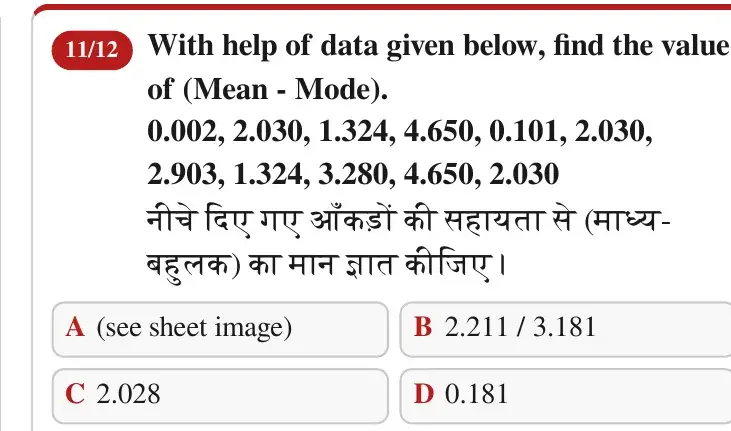 11/12 With help of data given below, find the value
of (Mean - Mode).
0.002, 2.030, 1.324, 4.650, 0.101, 2.030,
2.903, 1.324, 3.280, 4.650, 2.030
नीचे दिए गए आँकड़ों की सहायता से (माध्य-
बहुलक) का मान ज्ञात कीजिए।
A (see sheet image)
B 2.211 / 3.181
C 2.028
D 0.181